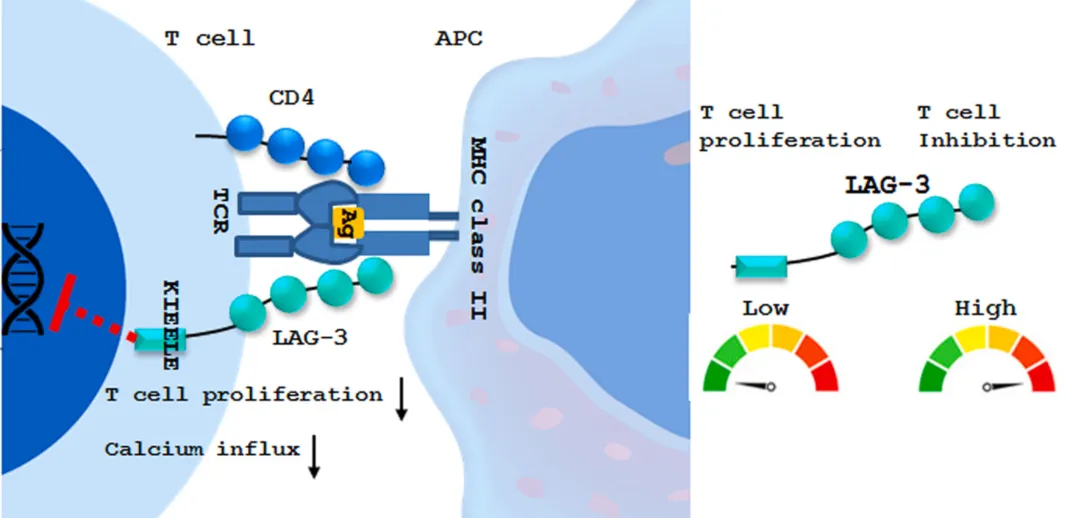 T cell
APC
CD4
TCR
Ag
MHC class II
KIEELE
LAG-3
T cell proliferation
Calcium influx
T cell
proliferation
T cell
Inhibition
LAG-3
Low
High